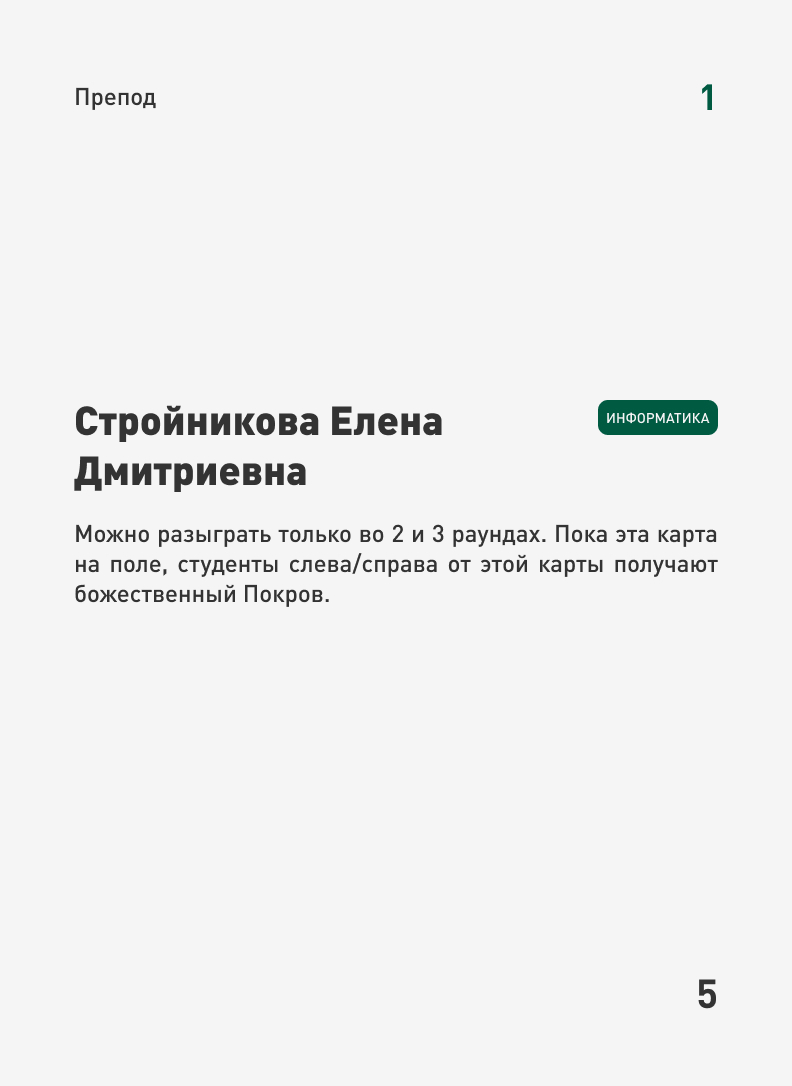 Препод
1
Стройникова Елена
Дмитриевна
ИНФОРМАТИКА
Можно разыграть только во 2 и 3 раундах. Пока эта карта
на поле, студенты слева/справа от этой карты получают
божественный Покров.
5